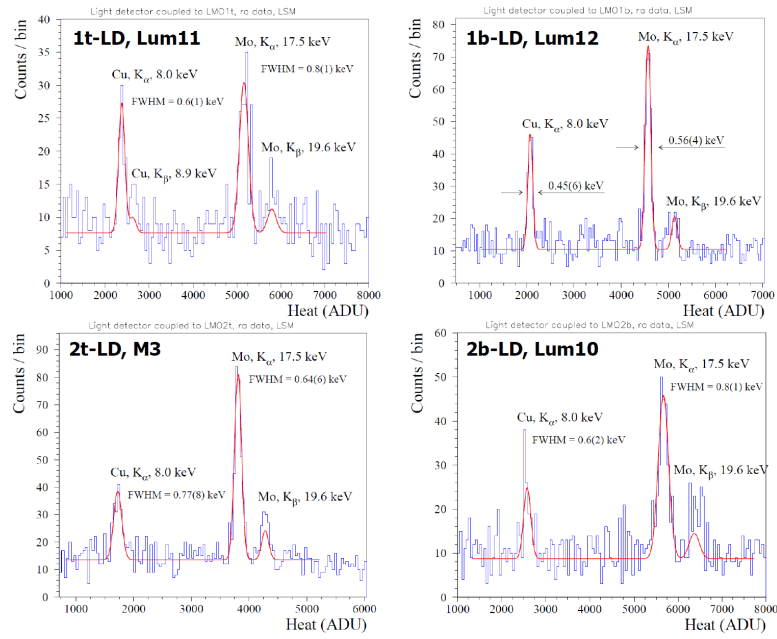 Light detector coupled to LMO1t, ra data, LSM
1t-LD, Lum11
Counts / bin
Mo, Kα, 17.5 keV
FWHM = 0.8(1) keV
Cu, Kα, 8.0 keV
FWHM = 0.6(1) keV
Mo, Kβ, 19.6 keV
Cu, Kβ, 8.9 keV
40
35
30
25
20
15
10
5
0
1000 2000 3000 4000 5000 6000 7000 8000
Heat (ADU)
Light detector coupled to LMO1b, ra data, LSM
1b-LD, Lum12
Counts / bin
Mo, Kα, 17.5 keV
Cu, Kα, 8.0 keV
0.56(4) keV
0.45(6) keV
Mo, Kβ, 19.6 keV
80
70
60
50
40
30
20
10
0
1000 2000 3000 4000 5000 6000 7000
Heat (ADU)
Light detector coupled to LMO2t, ra data, LSM
2t-LD, M3
Counts / bin
Mo, Kα, 17.5 keV
FWHM = 0.64(6) keV
Cu, Kα, 8.0 keV
FWHM = 0.77(8) keV
Mo, Kβ, 19.6 keV
90
80
70
60
50
40
30
20
10
0
1000 2000 3000 4000 5000 6000
Heat (ADU)
Light detector coupled to LMO2b, ra data, LSM
2b-LD, Lum10
Counts / bin
Mo, Kα, 17.5 keV
FWHM = 0.8(1) keV
Cu, Kα, 8.0 keV
FWHM = 0.6(2) keV
Mo, Kβ, 19.6 keV
60
50
40
30
20
10
0
1000 2000 3000 4000 5000 6000 7000 8000
Heat (ADU)